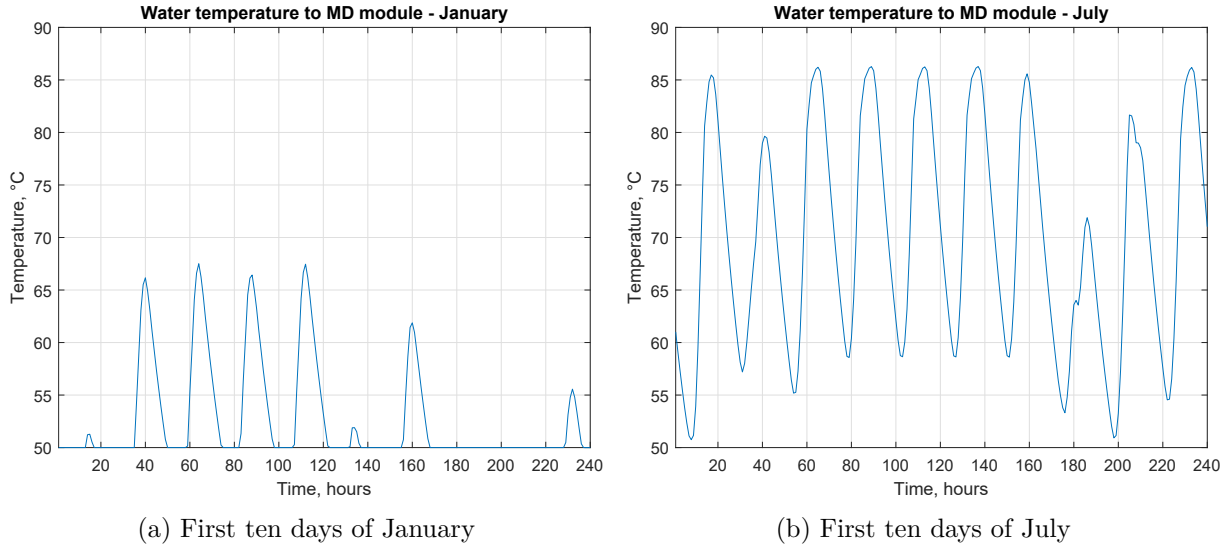 Water temperature to MD module - January
90
85
80
75
70
65
60
55
50
Temperature, °C
20 40 60 80 100 120 140 160 180 200 220 240
Time, hours
(a) First ten days of January
Water temperature to MD module - July
90
85
80
75
70
65
60
55
50
Temperature, °C
20 40 60 80 100 120 140 160 180 200 220 240
Time, hours
(b) First ten days of July